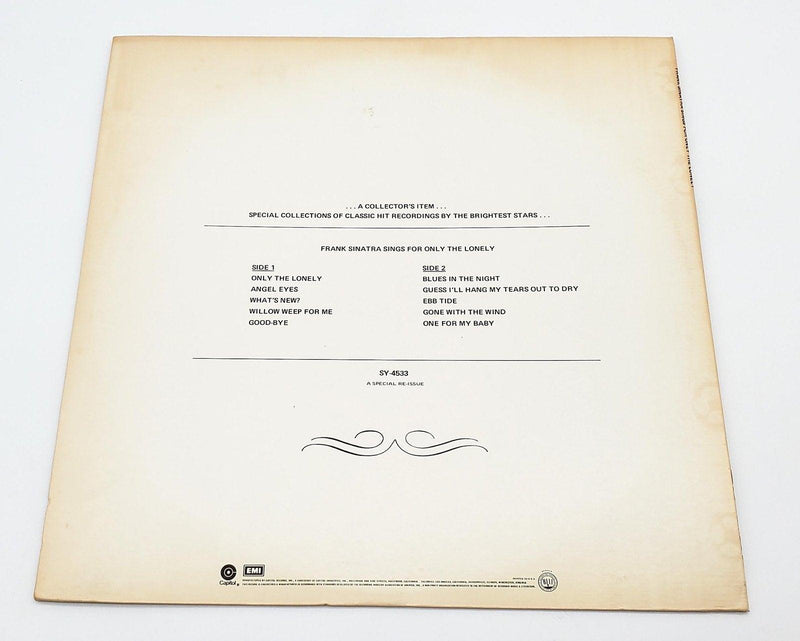 . . . A COLLECTOR'S ITEM . . .
SPECIAL COLLECTIONS OF CLASSIC HIT RECORDINGS BY THE BRIGHTEST STARS . . .
FRANK SINATRA SINGS FOR ONLY THE LONELY
SIDE 1
ONLY THE LONELY
ANGEL EYES
WHAT'S NEW?
WILLOW WEEP FOR ME
GOOD-BYE
SIDE 2
BLUES IN THE NIGHT
GUESS I'LL HANG MY TEARS OUT TO DRY
EBB TIDE
GONE WITH THE WIND
ONE FOR MY BABY
SY-4533
A SPECIAL RE-ISSUE
Capitol
EMI